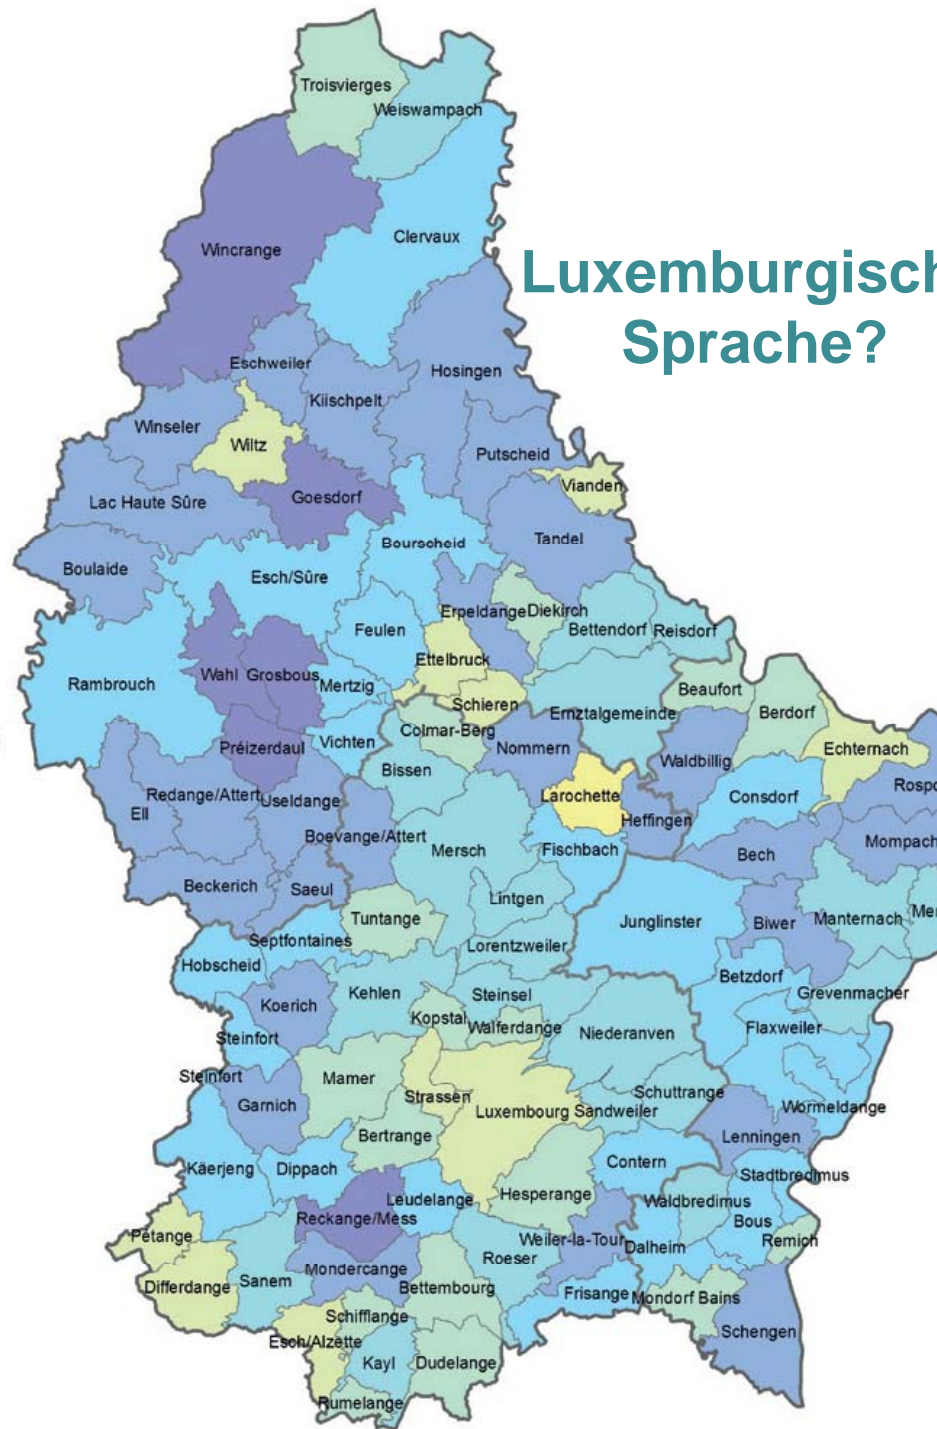 Troisvierges
Weiswampach
Clervaux
Wincrange
Luxemburgisch
Sprache?
Eschweiler
Hosingen
Kiischpelt
Winseler
Wiltz
Putscheid
Vianden
Goesdorf
Lac Haute Sûre
Tandel
Bourscheid
Boulaide
Esch/Sûre
Erpeldange
Diekirch
Feulen
Bettendorf
Reisdorf
Ettelbruck
Wahl
Grosbous
Mertzig
Rambrouch
Schieren
Beaufort
Ernztalgemeinde
Berdorf
Colmar-Berg
Préizerdaul
Vichten
Nommern
Echternach
Waldbillig
Bissen
Rospo
Redange/Attert
Useldange
Larochette
Consdorf
Ell
Heffingen
Boevange/Attert
Mompach
Mersch
Fischbach
Bech
Beckerich
Saeul
Lintgen
Tuntange
Junglinster
Biwer
Manternach
Mer
Septfontaines
Lorentzweiler
Hobscheid
Betzdorf
Kehlen
Steinsel
Grevenmacher
Koerich
Kopstal
Walferdange
Niederanven
Flaxweiler
Steinfort
Steinfort
Mamer
Strassen
Schuttrange
Garnich
Luxembourg
Sandweiler
Wormeldange
Bertrange
Lenningen
Käerjeng
Dippach
Contern
Stadtbredimus
Leudelange
Hesperange
Waldbredimus
Reckange/Mess
Bous
Pétange
Weiler-la-Tour
Dalheim
Remich
Roeser
Mondercange
Differdange
Sanem
Bettembourg
Frisange
Mondorf Bains
Schifflange
Schengen
Esch/Alzette
Kayl
Dudelange
Rumelange